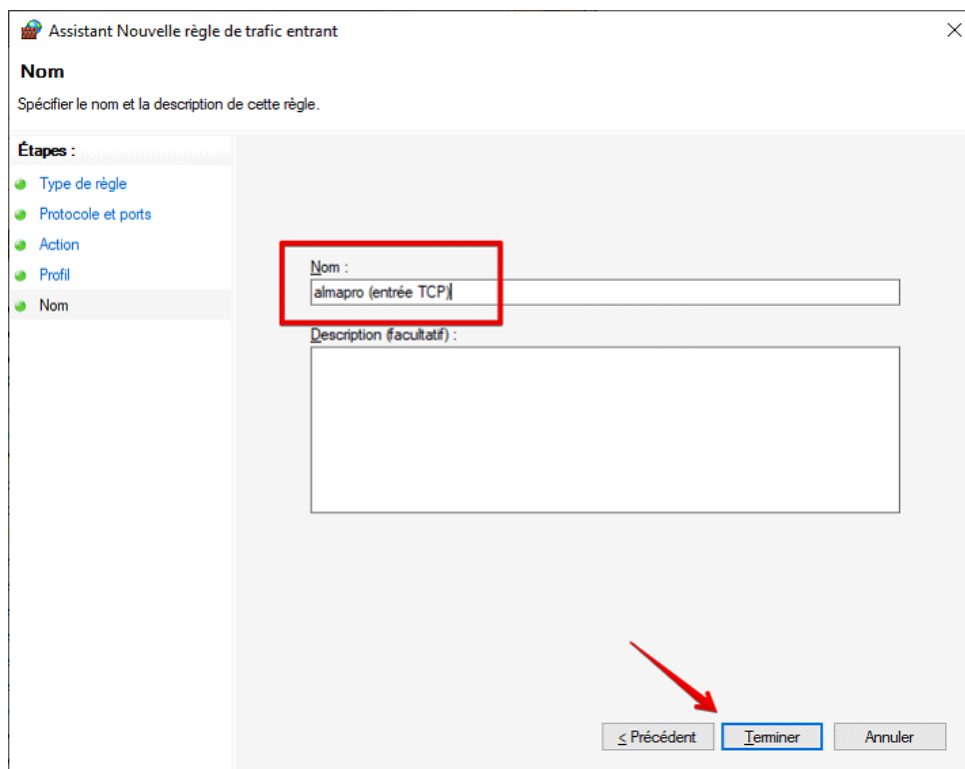 Assistant Nouvelle règle de trafic entrant
Nom
Spécifier le nom et la description de cette règle.
Étapes :
Type de règle
Protocole et ports
Action
Profil
Nom
Nom :
almapro (entrée TCP)
Description (facultatif) :
< Précédent
Terminer
Annuler